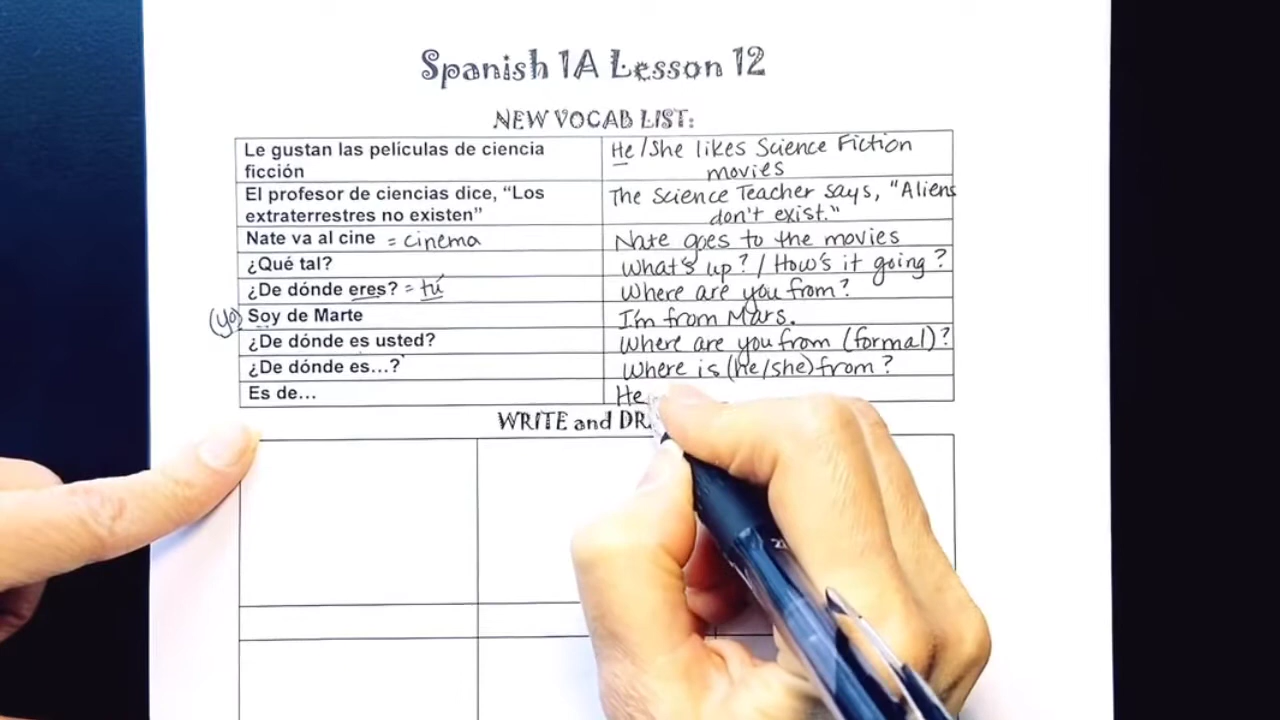 Spanish 1A Lesson 12
NEW VOCAB LIST:
Le gustan las películas de ciencia
ficción
He/She likes Science Fiction
movies
El profesor de ciencias dice, “Los
extraterrestres no existen”
The Science Teacher says, "Aliens
don't exist."
Nate va al cine = cinema
Nate goes to the movies
¿Qué tal?
What's up? / How's it going?
¿De dónde eres? = tú
Where are you from?
(yo) Soy de Marte
I'm from Mars.
¿De dónde es usted?
Where are you from (formal)?
¿De dónde es...?
Where is (he/she) from?
Es de...
He
WRITE and